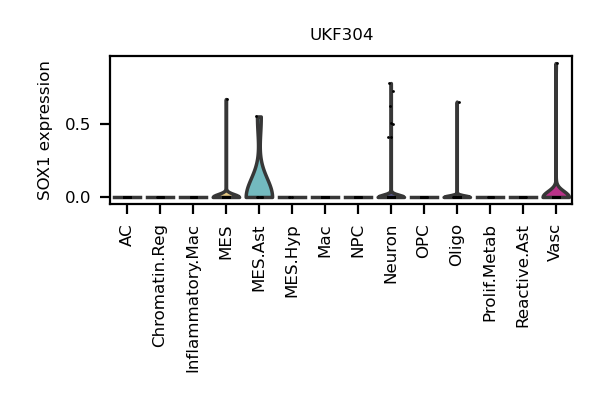 UKF304
SOX1 expression
0.5
0.0
AC
Chromatin.Reg
Inflammatory.Mac
MES
MES.Ast
MES.Hyp
Mac
NPC
Neuron
OPC
Oligo
Prolif.Metab
Reactive.Ast
Vasc